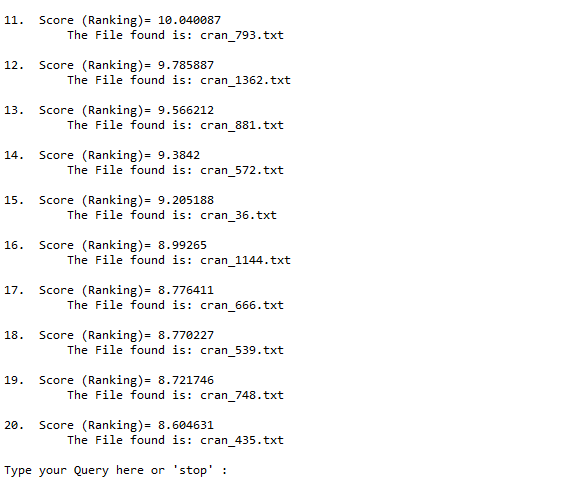 11.  Score (Ranking)= 10.040087
The File found is: cran_793.txt
12.  Score (Ranking)= 9.785887
The File found is: cran_1362.txt
13.  Score (Ranking)= 9.566212
The File found is: cran_881.txt
14.  Score (Ranking)= 9.3842
The File found is: cran_572.txt
15.  Score (Ranking)= 9.205188
The File found is: cran_36.txt
16.  Score (Ranking)= 8.99265
The File found is: cran_1144.txt
17.  Score (Ranking)= 8.776411
The File found is: cran_666.txt
18.  Score (Ranking)= 8.770227
The File found is: cran_539.txt
19.  Score (Ranking)= 8.721746
The File found is: cran_748.txt
20.  Score (Ranking)= 8.604631
The File found is: cran_435.txt
Type your Query here or 'stop' :